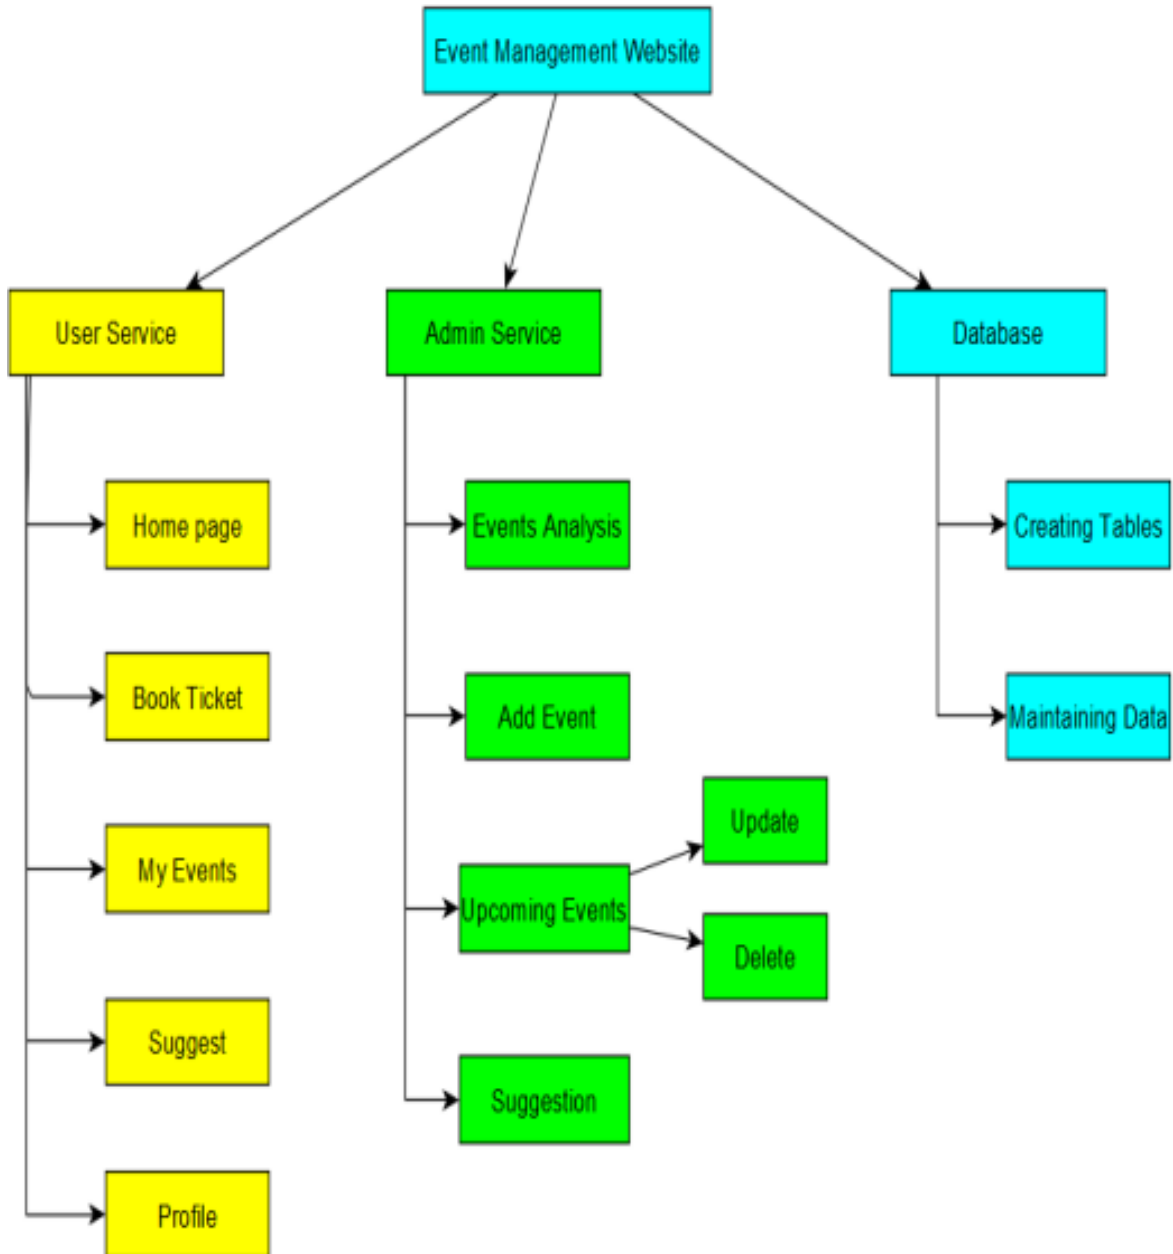 Event Management Website
User Service
Admin Service
Database
Home page
Events Analysis
Creating Tables
Book Ticket
Add Event
Maintaining Data
My Events
Upcoming Events
Update
Delete
Suggest
Suggestion
Profile